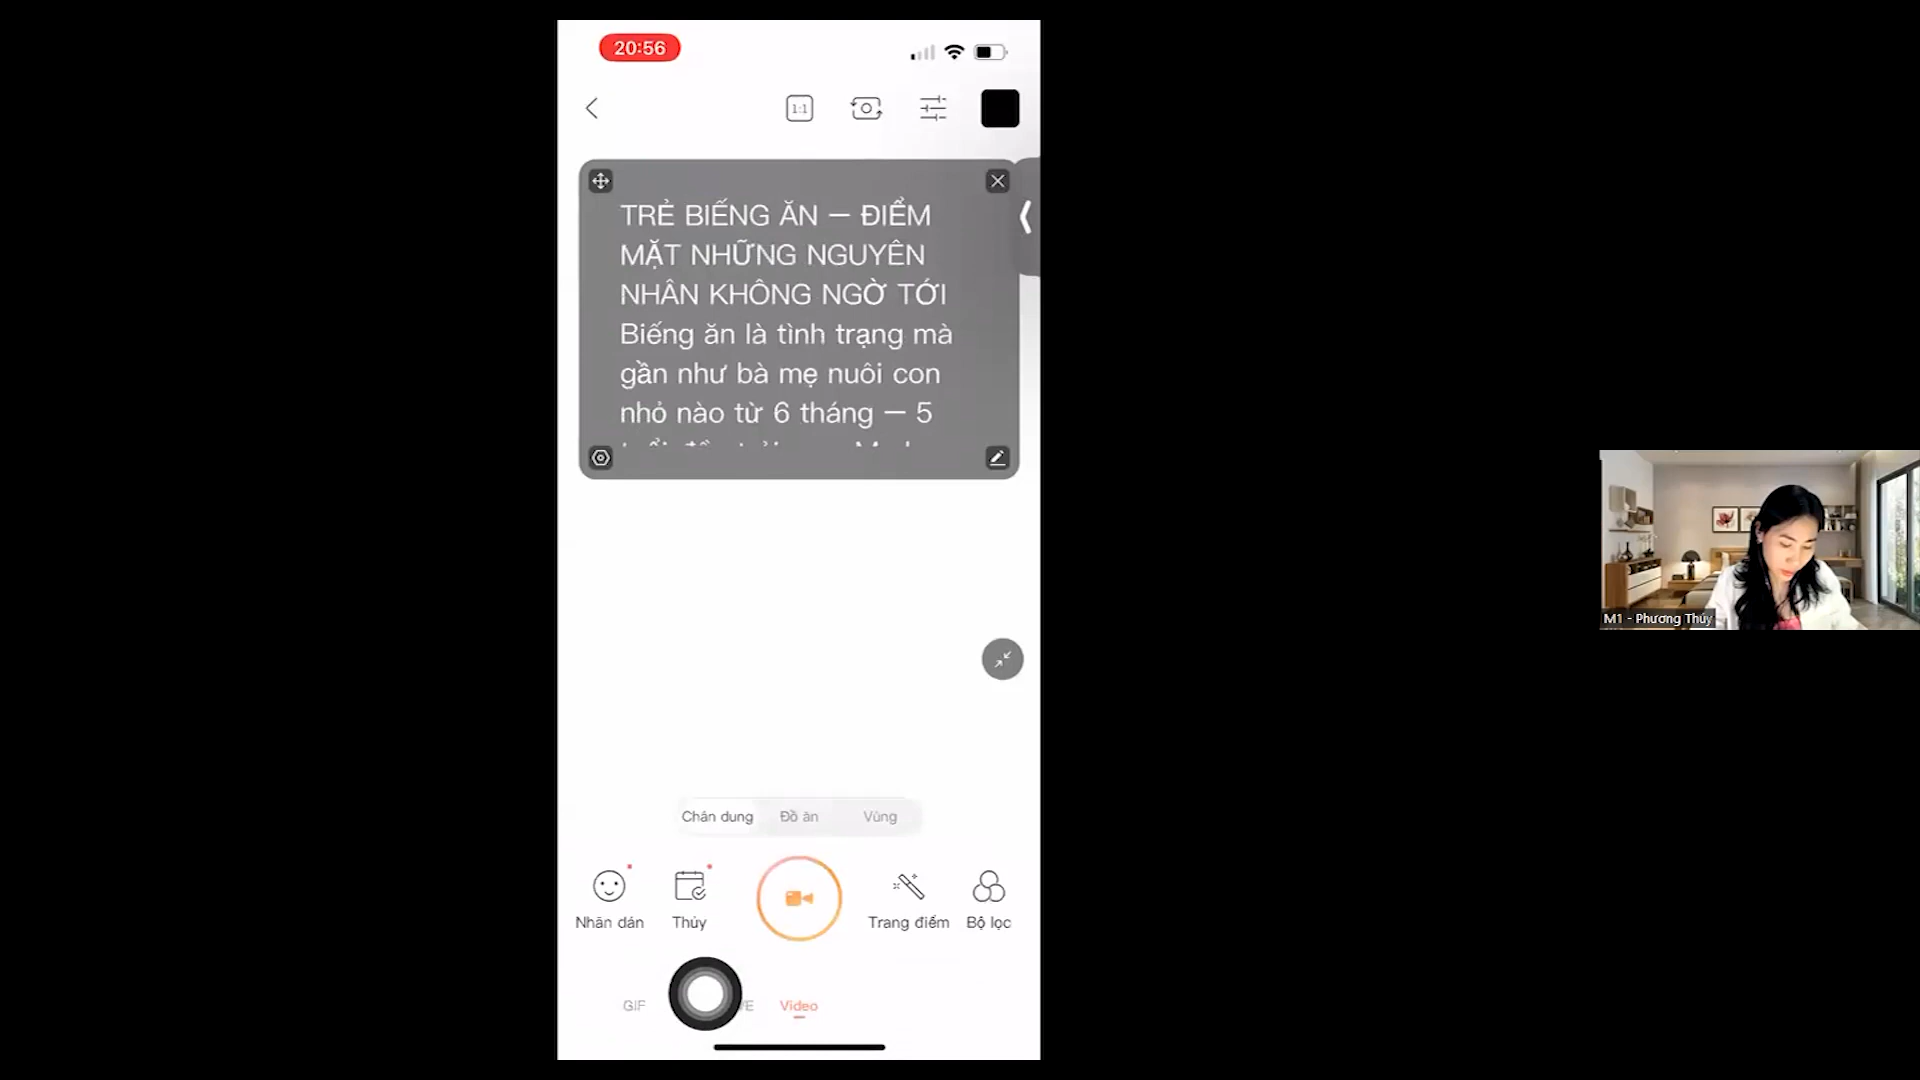 20:56
1:1
TRẺ BIẾNG ĂN – ĐIỂM
MẶT NHỮNG NGUYÊN
NHÂN KHÔNG NGỜ TỚI
Biếng ăn là tình trạng mà
gần như bà mẹ nuôi con
nhỏ nào từ 6 tháng – 5
Chân dung
Đồ ăn
Vùng
Nhãn dán
Thủy
Trang điểm
Bộ lọc
GIF
Video
M1 - Phương Thúy